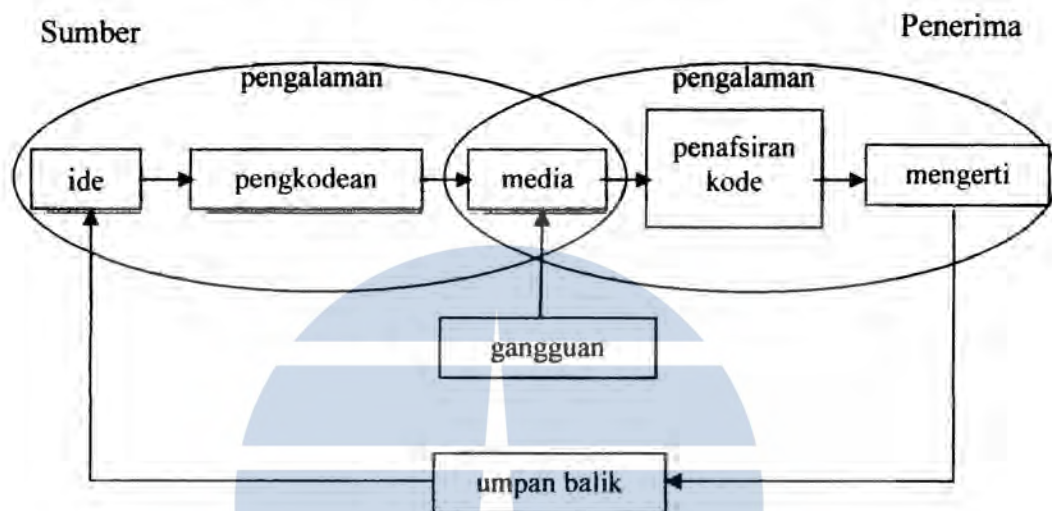 Sumber
Penerima
pengalaman
pengalaman
ide
pengkodean
media
penafsiran
kode
mengerti
gangguan
umpan balik